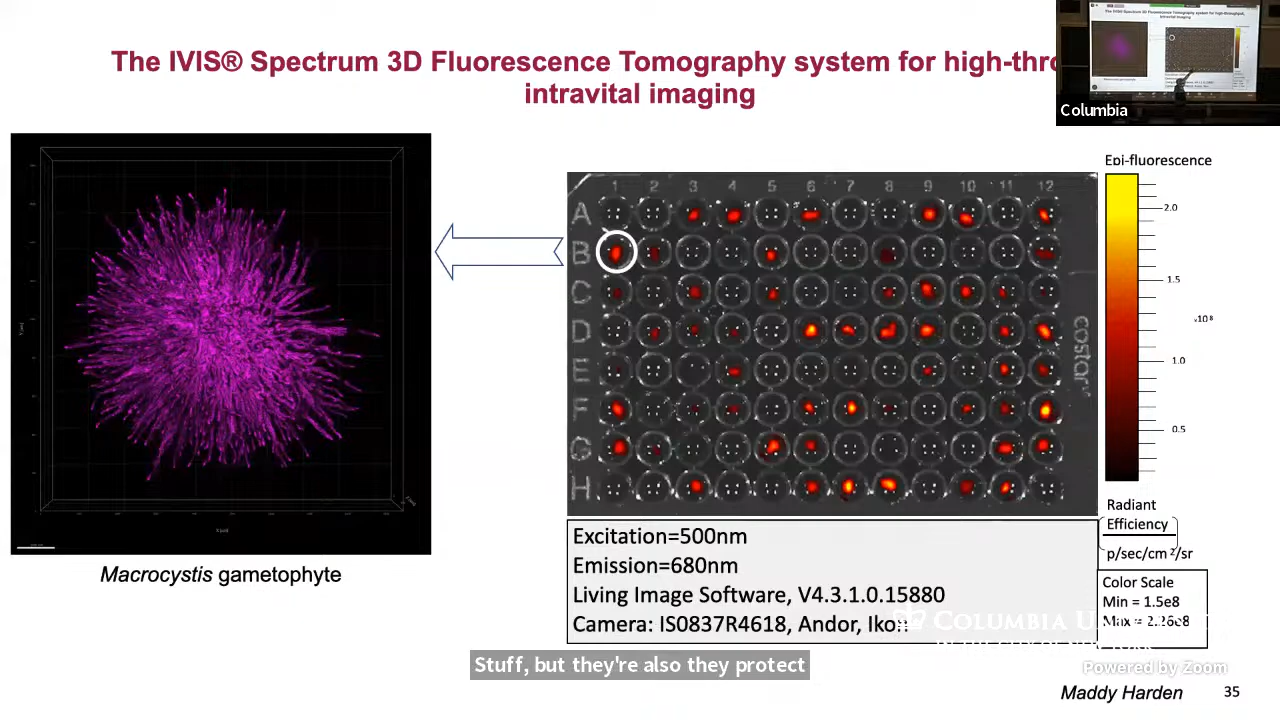 The IVIS® Spectrum 3D Fluorescence Tomography system for high-thro
intravital imaging
Columbia
Epi-fluorescence
1 2 3 4 5 6 7 8 9 10 11 12
A
B
C
D
E
F
G
H
costar
2.0
1.5
x10⁸
1.0
0.5
Radiant
Efficiency
p/sec/cm²/sr
Color Scale
Min = 1.5e8
Max = 2.26e8
Macrocystis gametophyte
Excitation=500nm
Emission=680nm
Living Image Software, V4.3.1.0.15880
Camera: IS0837R4618, Andor, Ikon
Columbia
Stuff, but they're also they protect
Powered by Zoom
Maddy Harden
35